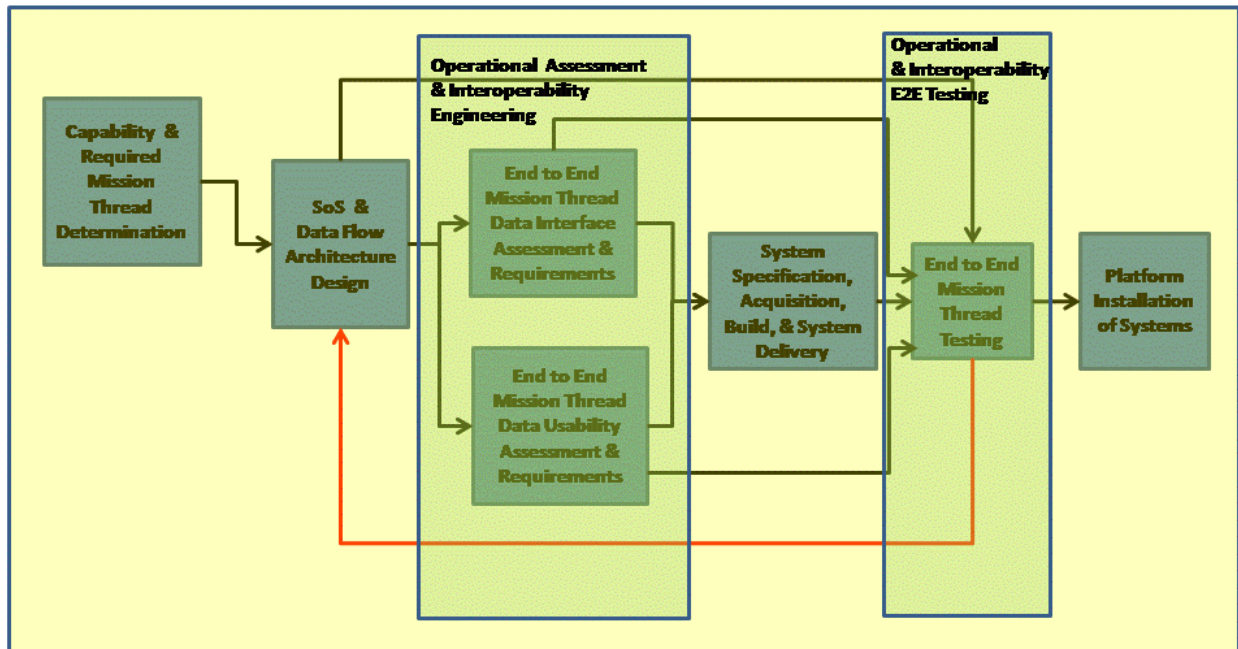 Capability &
Required
Mission
Thread
Determination
SoS &
Data Flow
Architecture
Design
Operational Assessment
& Interoperability
Engineering
End to End
Mission Thread
Data Interface
Assessment &
Requirements
End to End
Mission Thread
Data Usability
Assessment &
Requirements
System
Specification,
Acquisition,
Build, & System
Delivery
Operational
& Interoperability
E2E Testing
End to End
Mission
Thread
Testing
Platform
Installation
of Systems